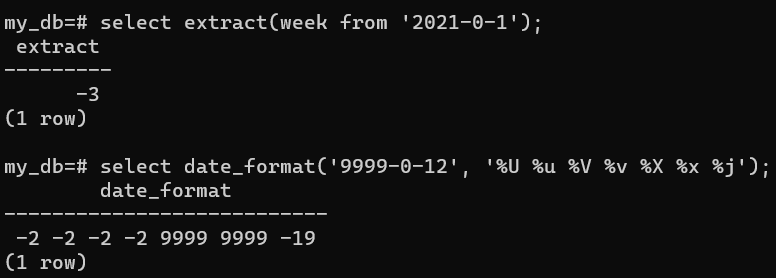 my_db=# select extract(week from '2021-0-1');
 extract
---------
      -3
(1 row)

my_db=# select date_format('9999-0-12', '%U %u %V %v %X %x %j');
        date_format
---------------------------
 -2 -2 -2 -2 9999 9999 -19
(1 row)